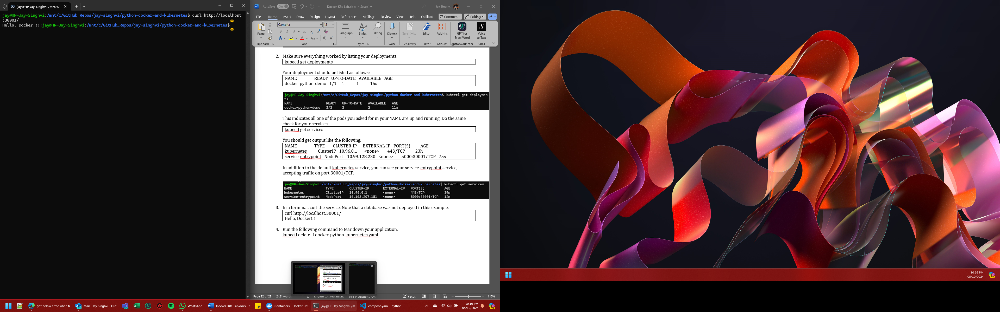 jay@HP-Jay-Singhvi: /mnt/c/(
jay@HP-Jay-Singhvi:/mnt/c/GitHub_Repos/jay-singhvi/python-docker-and-kubernetes$ curl http://localhost
:30001/
Hello, Docker!!!!jay@HP-Jay-Singhvi:/mnt/c/GitHub_Repos/jay-singhvi/python-docker-and-kubernetes$
AutoSave On Docker-K8s-Lab.docx • Saved Jay Singhvi
File Home Insert Draw Design Layout References Mailings Review View Help QuillBot Comments Editing
Cambria 12
Paste Paragraph Styles Editing Dictate Sensitivity Editor Add-ins GPT for Excel Word Voice to Text
Clipboard Font Styles Voice Sensitivity Editor Add-ins gptforwork.com Saras
2. Make sure everything worked by listing your deployments.
kubectl get deployments
Your deployment should be listed as follows:
NAME READY UP-TO-DATE AVAILABLE AGE
docker-python-demo 1/1 1 1 15s
jay@HP-Jay-Singhvi:/mnt/c/GitHub_Repos/jay-singhvi/python-docker-and-kubernetes$ kubectl get deploymen
ts
NAME READY UP-TO-DATE AVAILABLE AGE
docker-python-demo 2/2 2 2 11m
This indicates all one of the pods you asked for in your YAML are up and running. Do the same
check for your services.
kubectl get services
You should get output like the following.
NAME TYPE CLUSTER-IP EXTERNAL-IP PORT(S) AGE
kubernetes ClusterIP 10.96.0.1 <none> 443/TCP 23h
service-entrypoint NodePort 10.99.128.230 <none> 5000:30001/TCP 75s
In addition to the default kubernetes service, you can see your service-entrypoint service,
accepting traffic on port 30001/TCP.
jay@HP-Jay-Singhvi:/mnt/c/GitHub_Repos/jay-singhvi/python-docker-and-kubernetes$ kubectl get services
NAME TYPE CLUSTER-IP EXTERNAL-IP PORT(S) AGE
kubernetes ClusterIP 10.96.0.1 <none> 443/TCP 39m
service-entrypoint NodePort 10.108.207.151 <none> 5000:30001/TCP 12m
3. In a terminal, curl the service. Note that a database was not deployed in this example.
curl http://localhost:30001/
Hello, Docker!!!
4. Run the following command to tear down your application.
kubectl delete -f docker-python-kubernetes.yaml
Page 22 of 22 2421 words English (United States) Text Predictions: On Focus 110%
got below error when tr Mail - Jay Singhvi - Outl WhatsApp Docker-K8s-Lab.docx - Containers - Docker De: jay@HP-Jay-Singhvi: /m compose.yaml - python
10:16 PM
05/10/2024
10:16 PM
05/10/2024